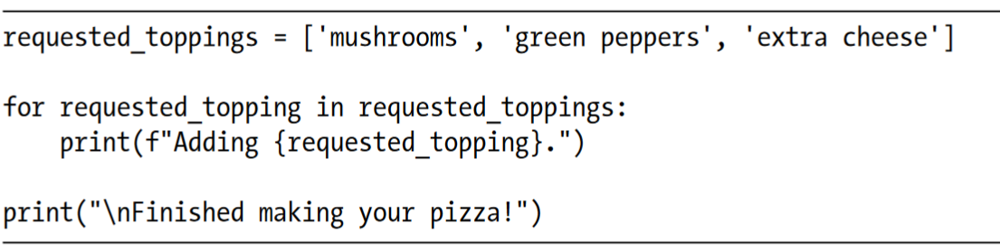 requested_toppings = ['mushrooms', 'green peppers', 'extra cheese']
for requested_topping in requested_toppings:
    print(f"Adding {requested_topping}.")
print("\nFinished making your pizza!")